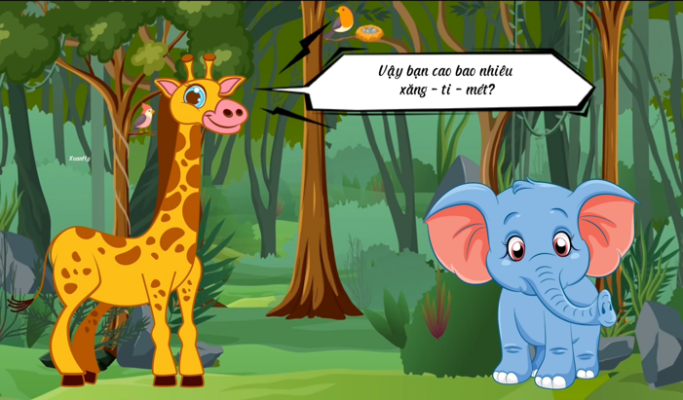 Vậy bạn cao bao nhiêu
xăng - ti - mét?